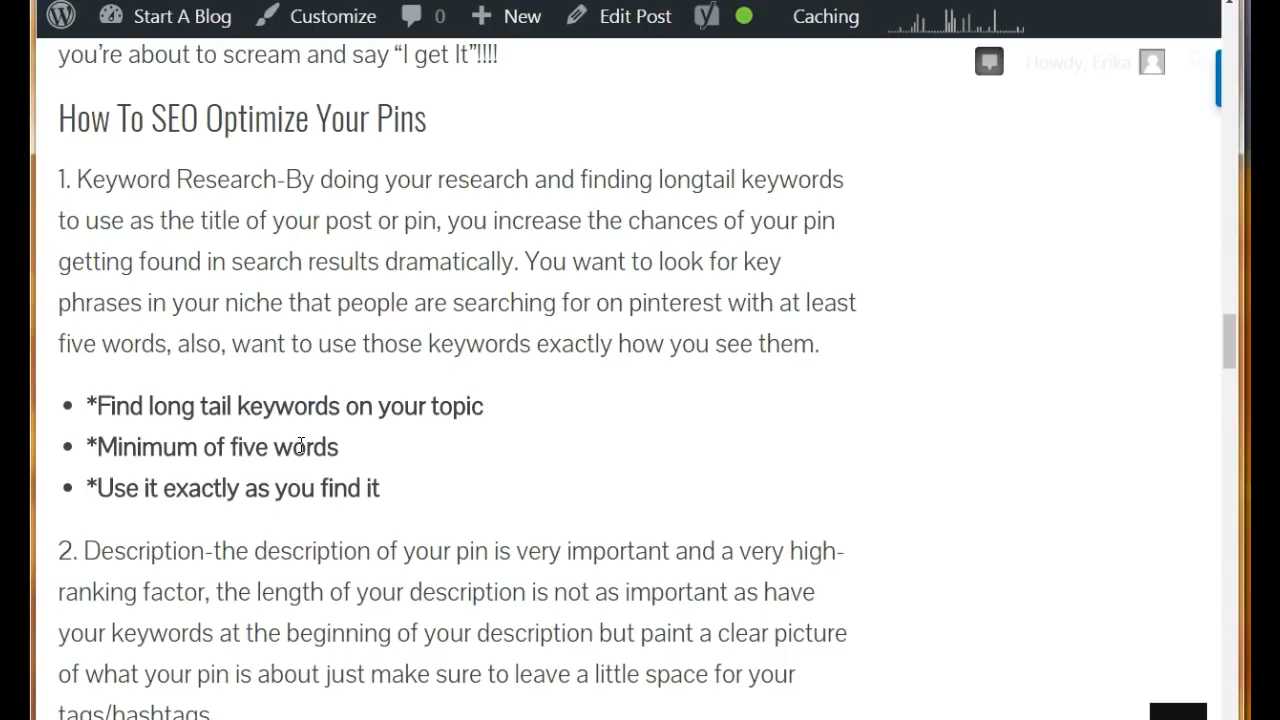 Start A Blog Customize 0 New Edit Post Caching
you're about to scream and say “I get It”!!!!
Howdy, Erika
How To SEO Optimize Your Pins
1. Keyword Research-By doing your research and finding longtail keywords
to use as the title of your post or pin, you increase the chances of your pin
getting found in search results dramatically. You want to look for key
phrases in your niche that people are searching for on pinterest with at least
five words, also, want to use those keywords exactly how you see them.
• *Find long tail keywords on your topic
• *Minimum of five words
• *Use it exactly as you find it
2. Description-the description of your pin is very important and a very high-
ranking factor, the length of your description is not as important as have
your keywords at the beginning of your description but paint a clear picture
of what your pin is about just make sure to leave a little space for your
tags/hashtags